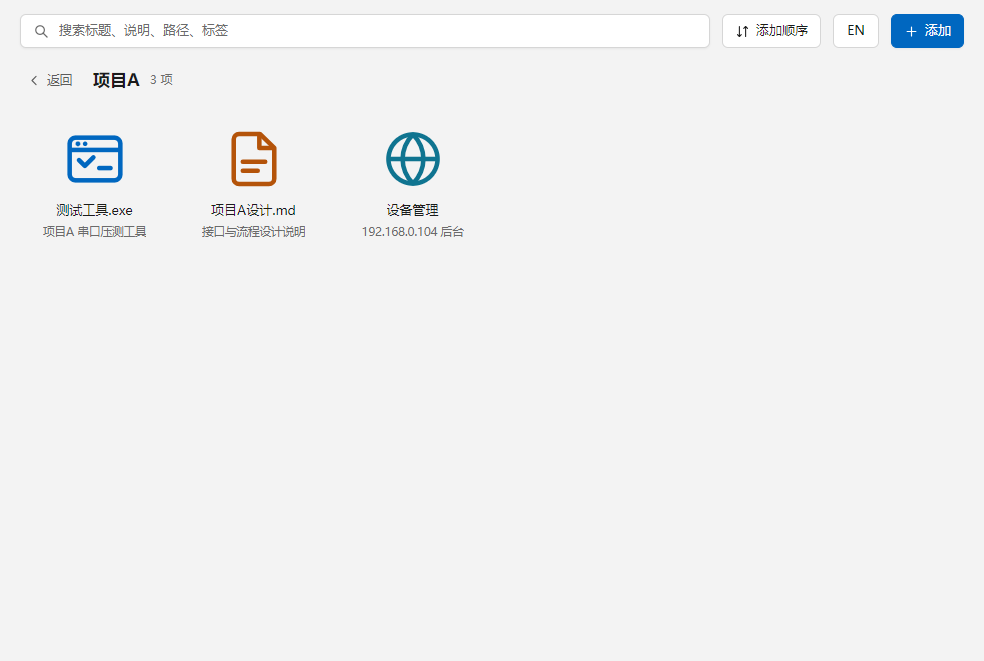 搜索标题、说明、路径、标签
添加顺序
EN
添加
返回
项目A
3 项
测试工具.exe
项目A 串口压测工具
项目A设计.md
接口与流程设计说明
设备管理
192.168.0.104 后台